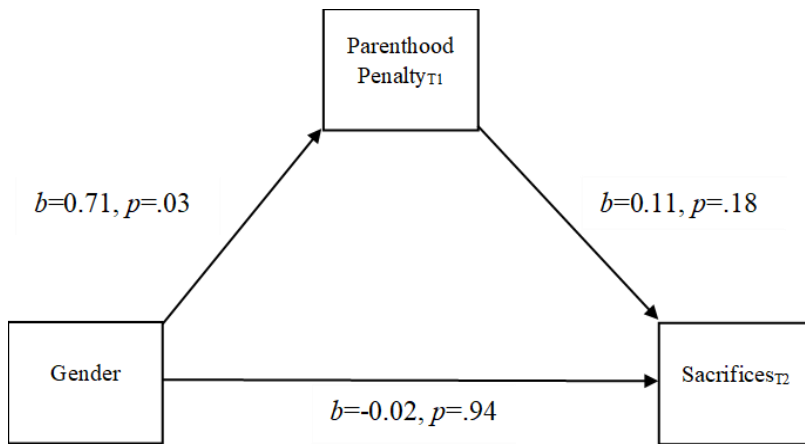 Parenthood
PenaltyT1
b=0.71, p=.03
b=0.11, p=.18
Gender
SacrificesT2
b=-0.02, p=.94